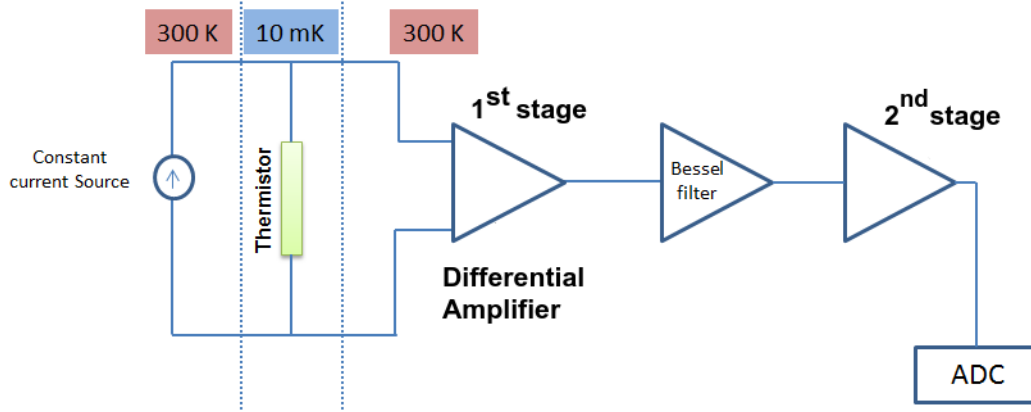 300 K
10 mK
300 K
Constant
current Source
Thermistor
1st stage
Differential
Amplifier
Bessel
filter
2nd stage
ADC